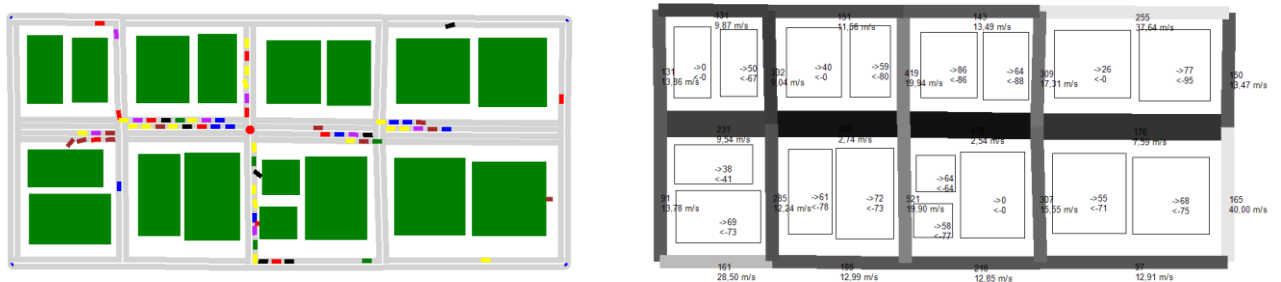 131
9,87 m/s
151
11,56 m/s
143
13,49 m/s
255
37,64 m/s
->0
<-0
->50
<-67
->40
<-0
->59
<-80
->86
<-86
->64
<-88
->26
<-0
->77
<-95
131
13,86 m/s
332
9,04 m/s
419
19,94 m/s
309
17,31 m/s
150
13,47 m/s
231
9,54 m/s
2,74 m/s
2,54 m/s
176
7,59 m/s
->38
<-41
->69
<-73
->61
<-78
->72
<-73
->64
<-64
->58
<-77
->0
<-0
->55
<-71
->68
<-75
91
13,78 m/s
285
12,24 m/s
521
19,90 m/s
307
15,55 m/s
165
40,00 m/s
161
28,50 m/s
189
12,99 m/s
218
12,85 m/s
97
12,91 m/s